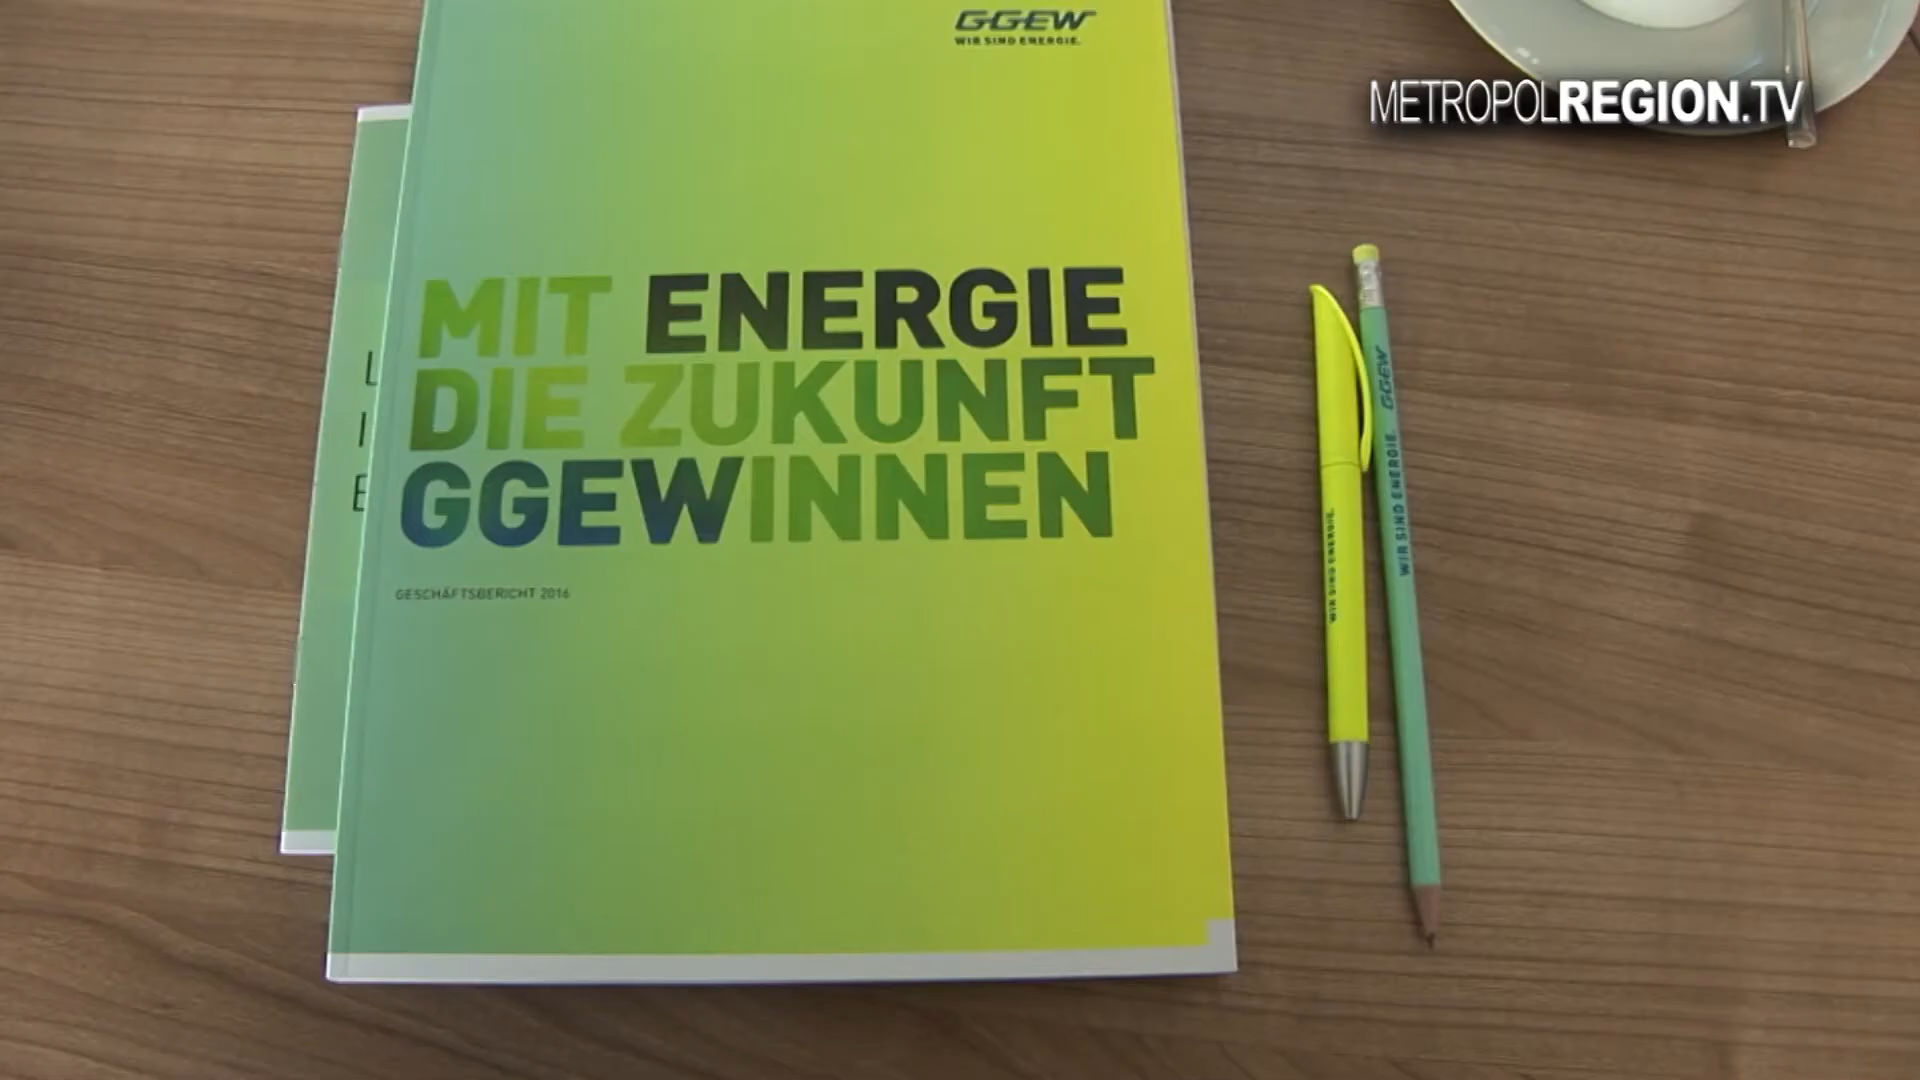 GGEW
WIR SIND ENERGIE.
METROPOLREGION.TV
MIT ENERGIE
DIE ZUKUNFT
GGEWINNEN
GESCHÄFTSBERICHT 2016
L
I
E
WIR SIND ENERGIE.
WIR SIND ENERGIE. GGEW